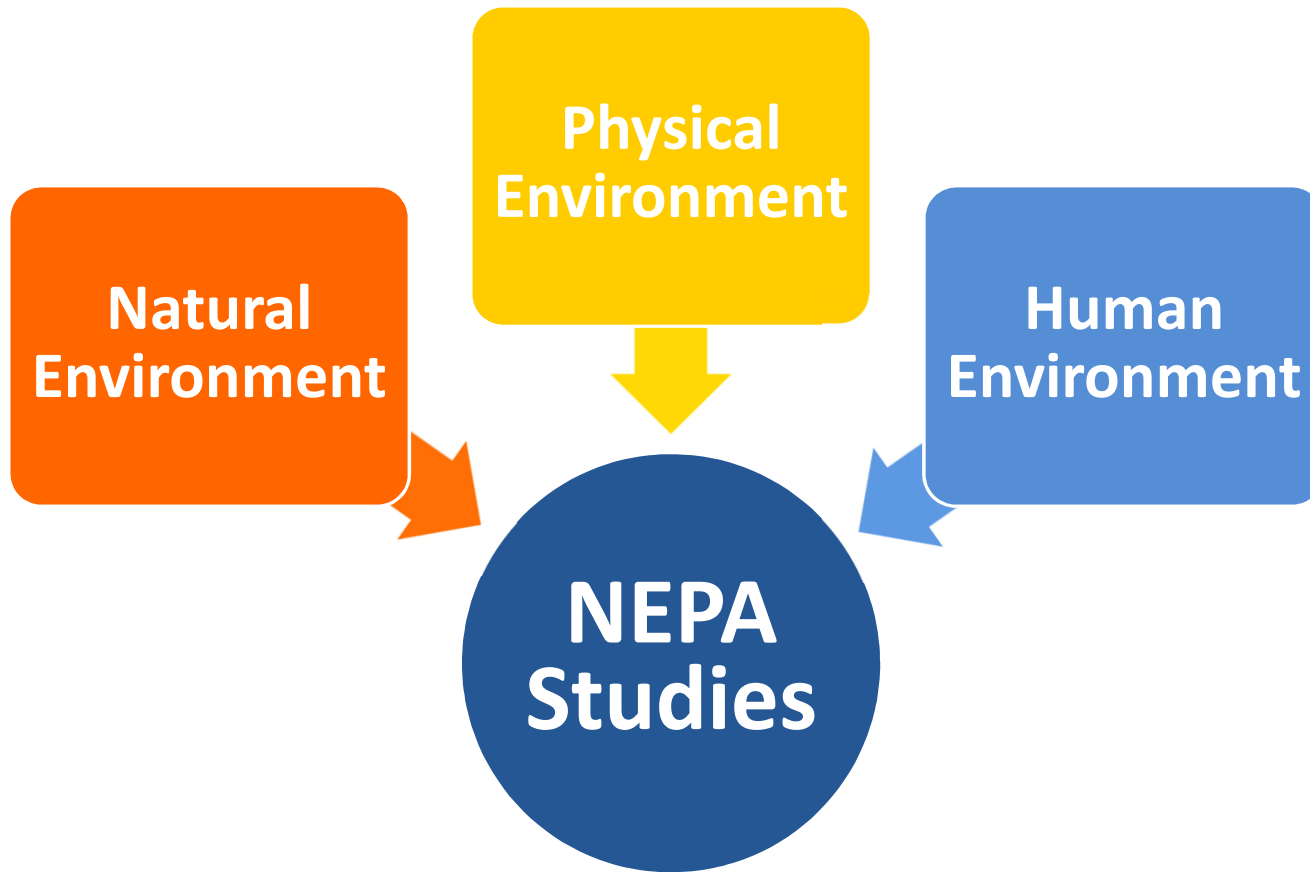 Physical
Environment
Natural
Environment
Human
Environment
NEPA
Studies